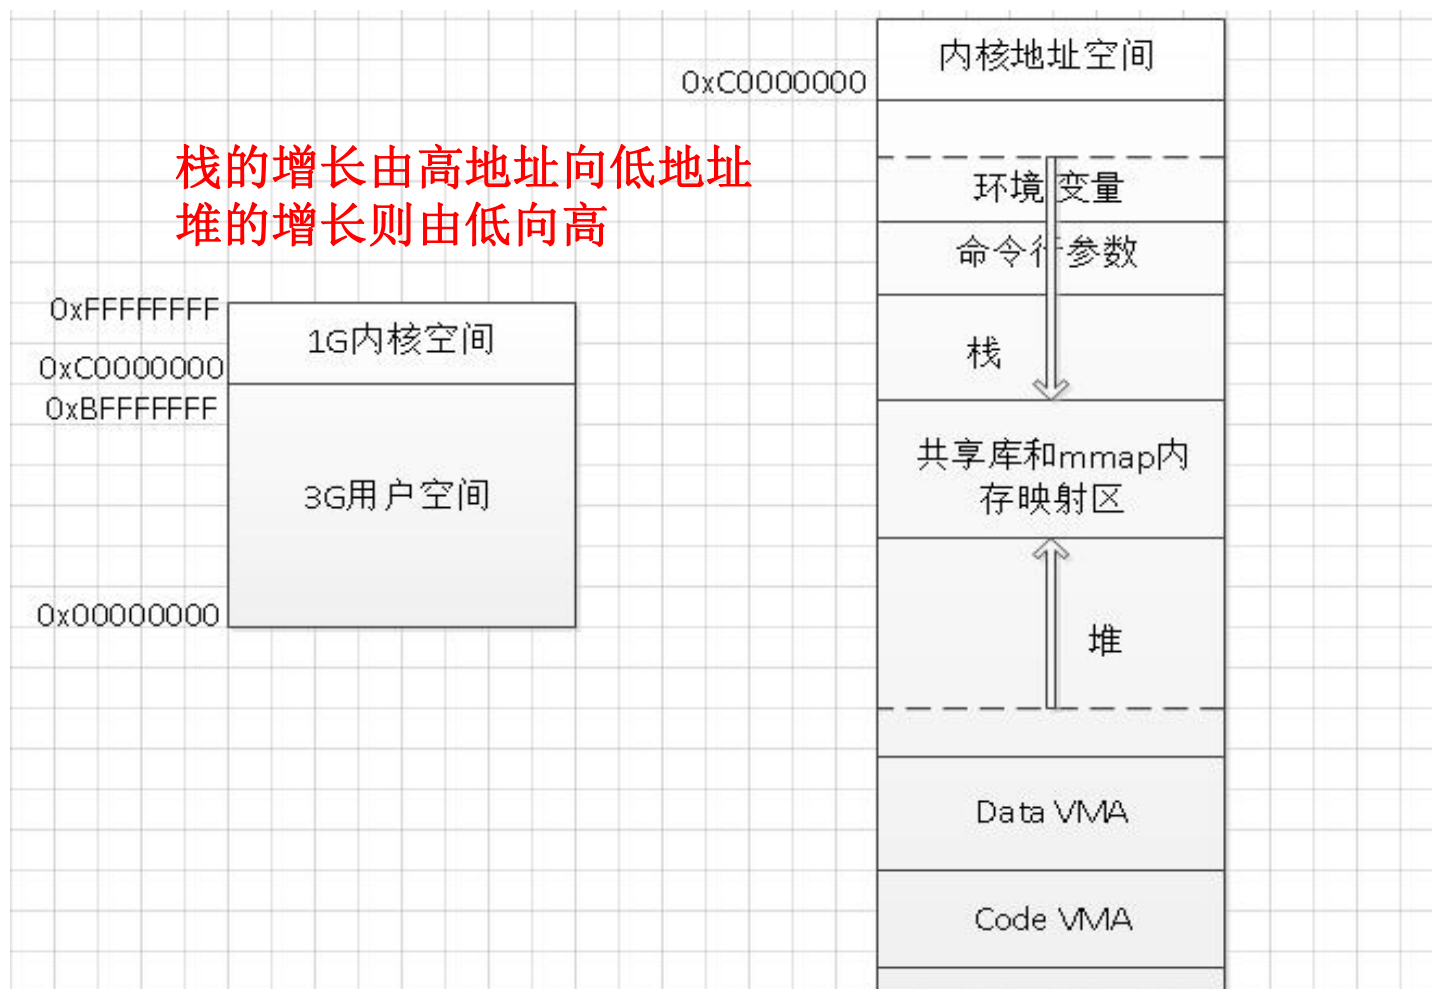 栈的增长由高地址向低地址
堆的增长则由低向高
0xFFFFFFFF
1G内核空间
0xC0000000
0xBFFFFFFF
3G用户空间
0x00000000
内核地址空间
0xC0000000
环境变量
命令行参数
栈
共享库和mmap内
存映射区
堆
Data VMA
Code VMA